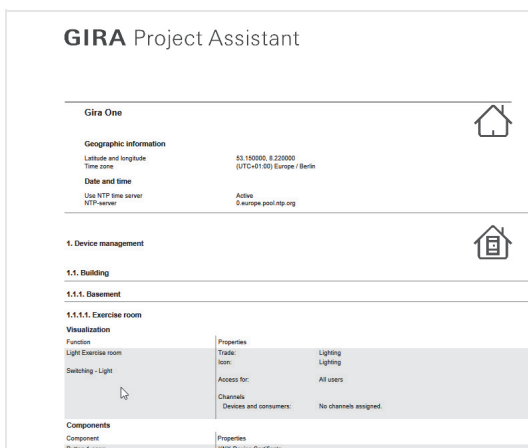 GIRA Project Assistant
Gira One
Geographic information
Latitude and longitude 53.150000, 8.220000
Time zone (UTC+01:00) Europe / Berlin
Date and time
Use NTP time server Active
NTP-server 0.europe.pool.ntp.org
1. Device management
1.1. Building
1.1.1. Basement
1.1.1.1. Exercise room
Visualization
Function Properties
Light Exercise room Trade: Lighting
Icon: Lighting
Switching - Light
Access for: All users
Channels
Devices and consumers: No channels assigned.
Components
Component Properties